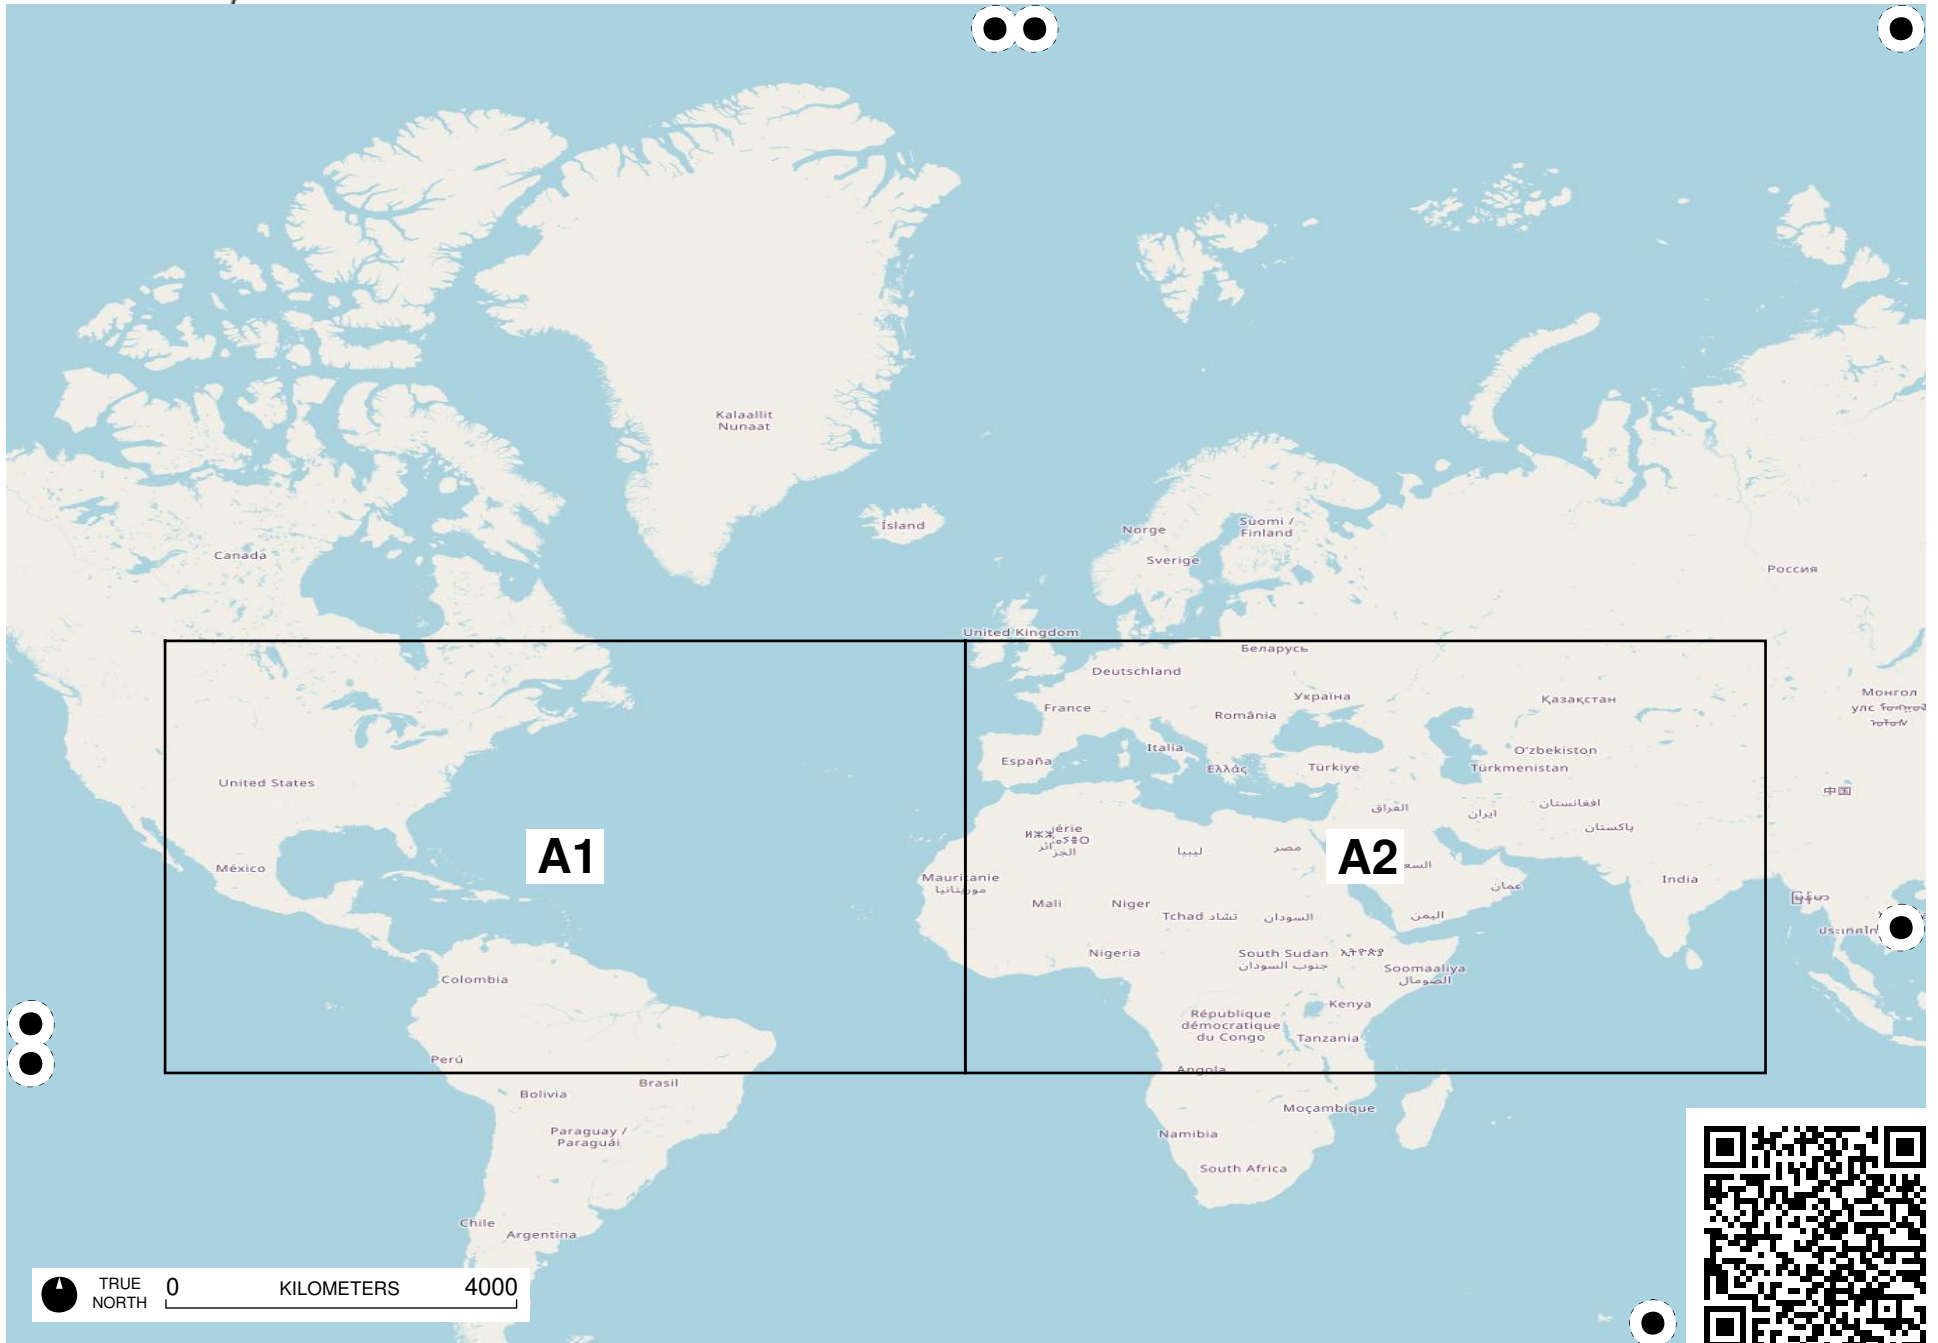 Kalaallit
Nunaat
Ísland
Norge
Suomi /
Finland
Sverige
Canada
Россия
United Kingdom
Беларусь
Deutschland
Україна
Қазақстан
Монгол
улс
France
România
O'zbekiston
Italia
España
Ελλάς
Türkiye
Türkmenistan
United States
中国
العراق
ایران
افغانستان
پاکستان
ليبيا
مصر
A1
A2
México
India
Mauritanie
موريتانيا
عمان
Mali
Niger
Tchad تشاد
السودان
اليمن
Nigeria
South Sudan
جنوب السودان
ኢትዮጵያ
Soomaaliya
الصومال
Colombia
Kenya
République
démocratique
du Congo
Tanzania
Perú
Angola
Brasil
Bolivia
Moçambique
Paraguay /
Paraguái
Namibia
South Africa
Chile
Argentina
TRUE
NORTH
0 KILOMETERS 4000